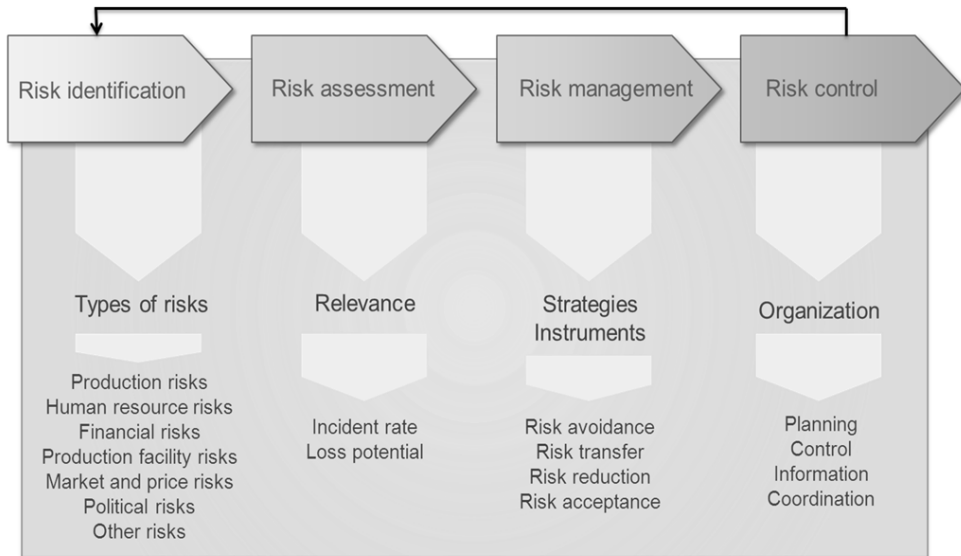 Risk identification
Risk assessment
Risk management
Risk control
Types of risks
Production risks
Human resource risks
Financial risks
Production facility risks
Market and price risks
Political risks
Other risks
Relevance
Incident rate
Loss potential
Strategies
Instruments
Risk avoidance
Risk transfer
Risk reduction
Risk acceptance
Organization
Planning
Control
Information
Coordination